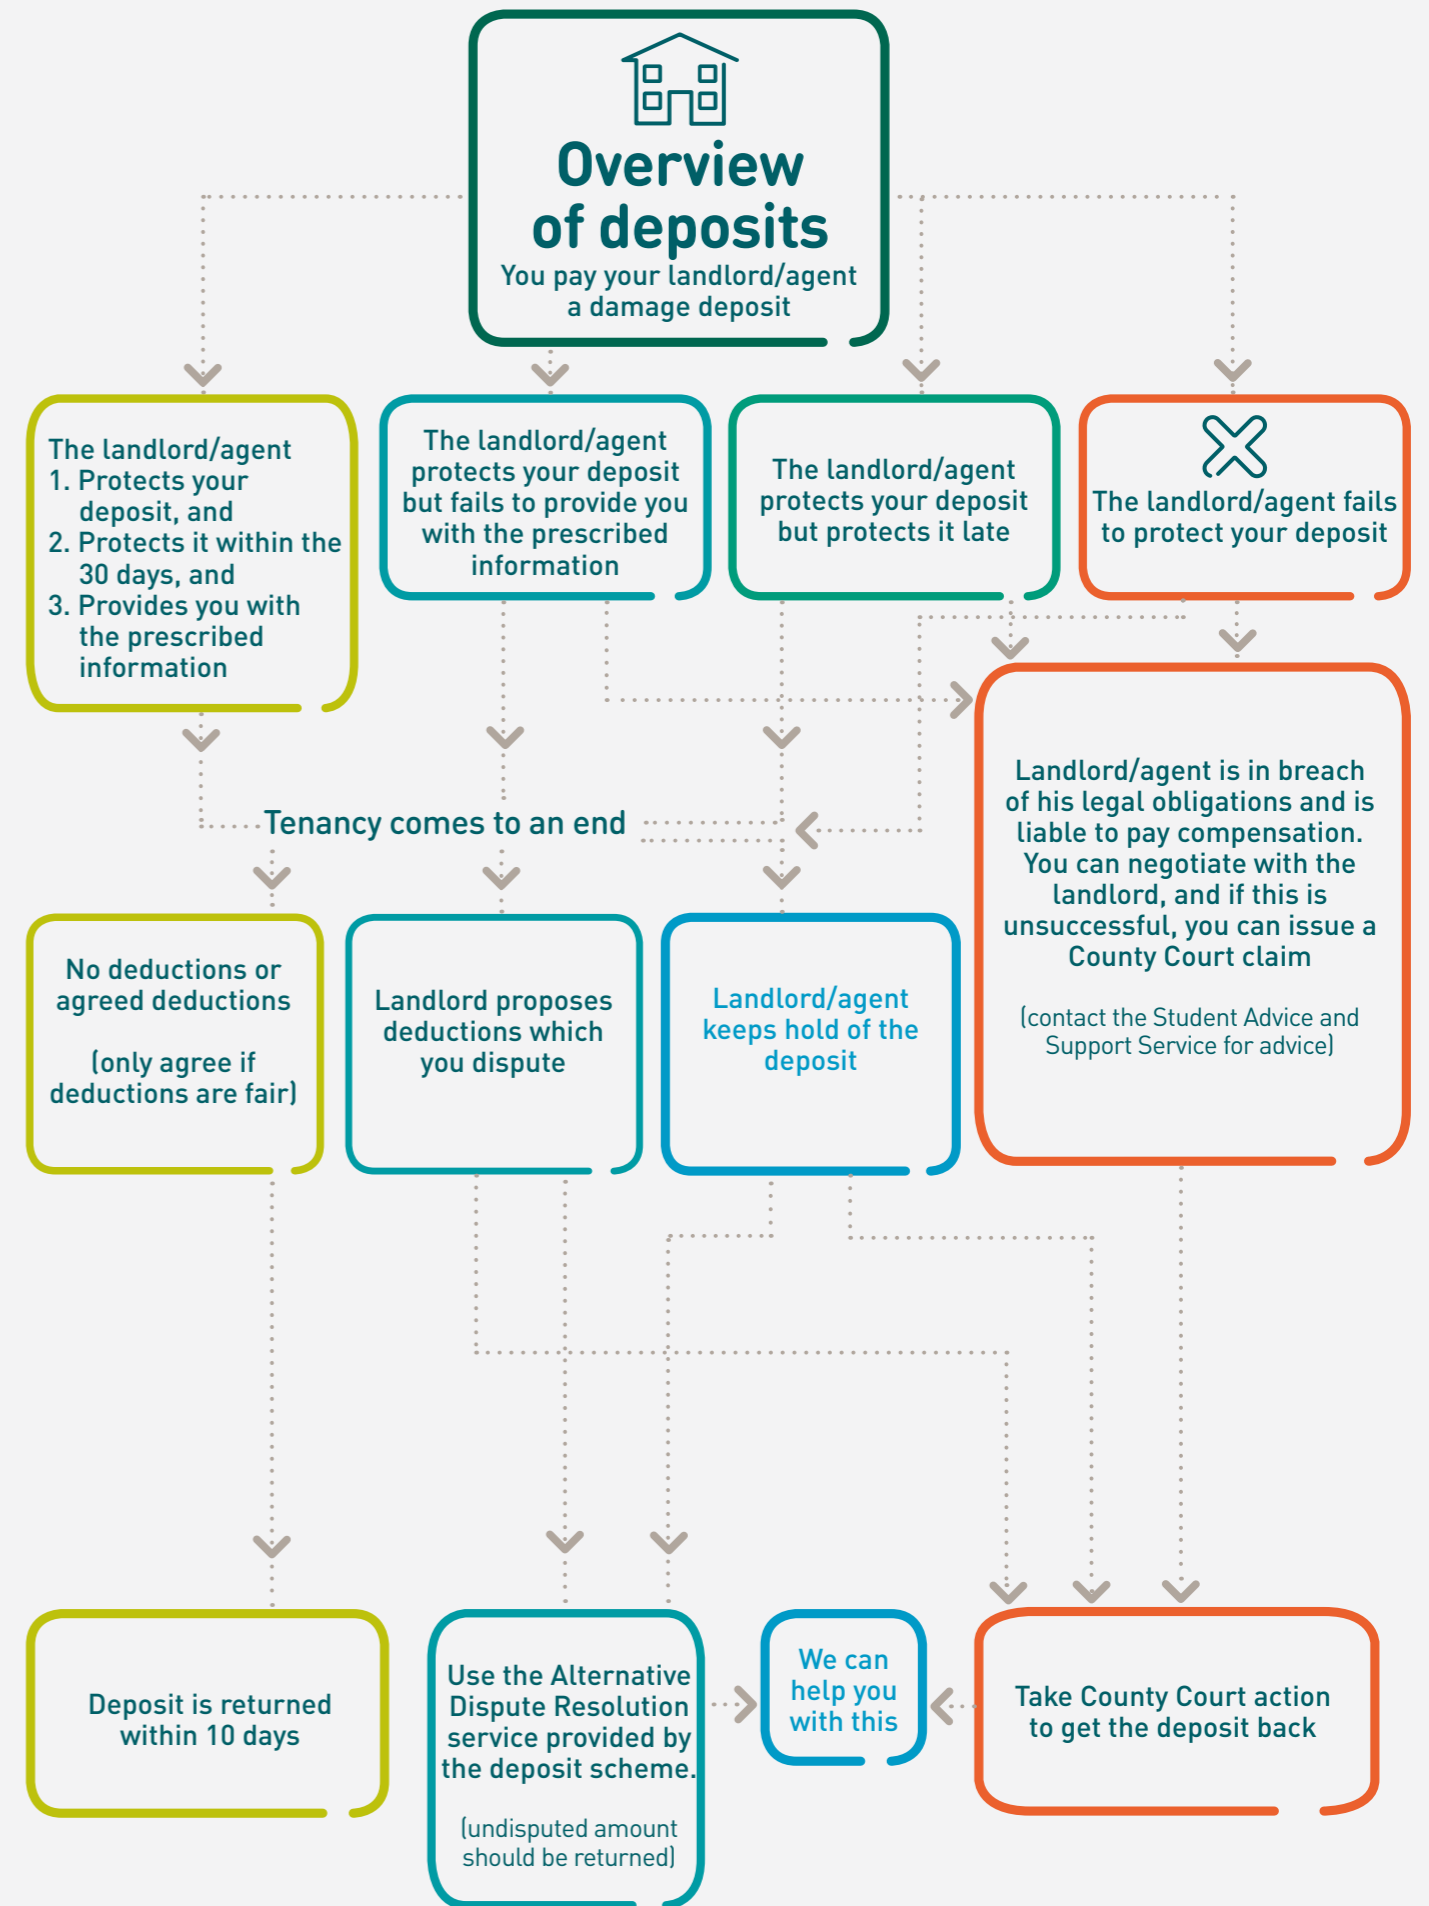 Overview
of deposits
You pay your landlord/agent
a damage deposit
The landlord/agent
1. Protects your
deposit, and
2. Protects it within the
30 days, and
3. Provides you with
the prescribed
information
The landlord/agent
protects your deposit
but fails to provide you
with the prescribed
information
The landlord/agent
protects your deposit
but protects it late
The landlord/agent fails
to protect your deposit
Landlord/agent is in breach
of his legal obligations and is
liable to pay compensation.
You can negotiate with the
landlord, and if this is
unsuccessful, you can issue a
County Court claim
(contact the Student Advice and
Support Service for advice)
Tenancy comes to an end
No deductions or
agreed deductions
(only agree if
deductions are fair)
Landlord proposes
deductions which
you dispute
Landlord/agent
keeps hold of the
deposit
Deposit is returned
within 10 days
Use the Alternative
Dispute Resolution
service provided by
the deposit scheme.
(undisputed amount
should be returned)
We can
help you
with this
Take County Court action
to get the deposit back